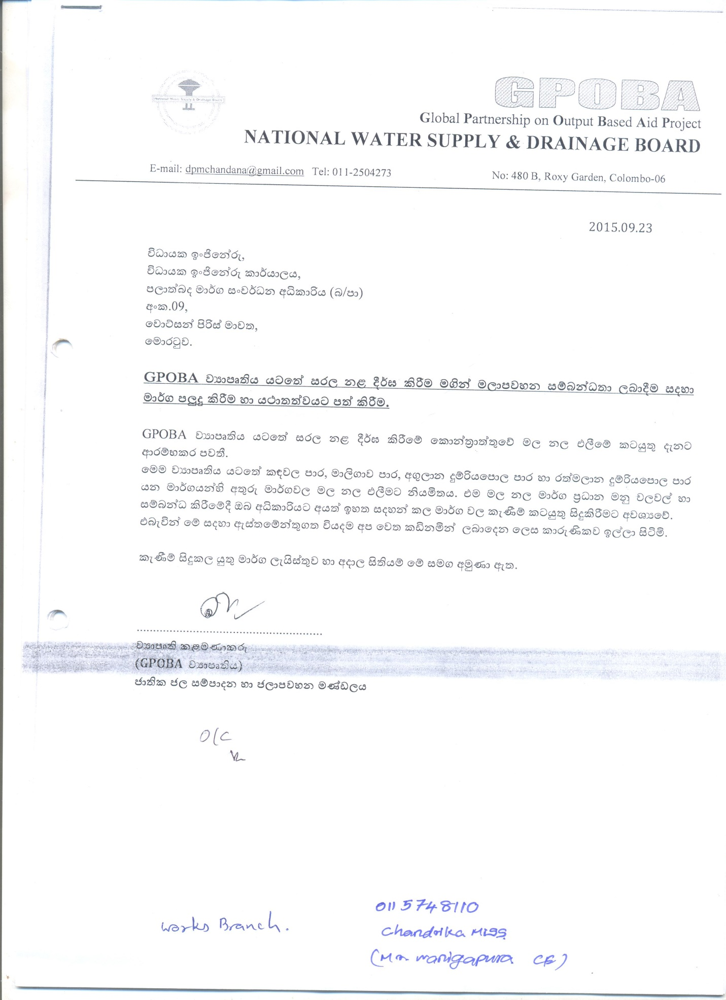 National Water Supply & Drainage Board
GPOBA
Global Partnership on Output Based Aid Project
NATIONAL WATER SUPPLY & DRAINAGE BOARD
E-mail: dpmchandana@gmail.com Tel: 011-2504273 No: 480 B, Roxy Garden, Colombo-06
2015.09.23
විධායක ඉංජිනේරු,
විධායක ඉංජිනේරු කාර්යාලය,
පලාත්බද මාර්ග සංවර්ධන අධිකාරිය (බ/පා)
අංක.09,
වොට්සන් පිරිස් මාවත,
මොරටුව.
GPOBA ව්‍යාපෘතිය යටතේ සරල නළ දීර්ඝ කිරීම මගින් මලාපවහන සම්බන්ධතා ලබාදීම සදහා
මාර්ග පලුදු කිරීම හා යථාතත්වයට පත් කිරීම.
GPOBA ව්‍යාපෘතිය යටතේ සරල නළ දීර්ඝ කිරීමේ කොන්ත්‍රාත්තුවේ මල නල එලීමේ කටයුතු දැනට
ආරම්භකර පවතී.
මෙම ව්‍යාපෘතිය යටතේ කඳවල පාර, මාලිගාව පාර, අගුලාන දුම්රියපොල පාර හා රත්මලාන දුම්රියපොල පාර
යන මාර්ගයන්හි අතුරු මාර්ගවල මල නල එලීමට නියමිතය. එම මල නල මාර්ග ප්‍රධාන මනු වලවල් හා
සම්බන්ධ කිරීමේදී ඔබ අධිකාරියට අයත් ඉහත සදහන් කල මාර්ග වල කැණීම් කටයුතු සිදුකිරීමට අවශ්‍යවේ.
එබැවින් මේ සදහා ඇස්තමේන්තුගත වියදම අප වෙත කඩිනමින් ලබාදෙන ලෙස කාරුණිකව ඉල්ලා සිටිමි.
කැණීම් සිදුකල යුතු මාර්ග ලැයිස්තුව හා අදාල සිතියම් මේ සමග අමුණා ඇත.
ව්‍යාපෘති කළමණාකරු
(GPOBA ව්‍යාපෘතිය)
ජාතික ජල සම්පාදන හා ජලාපවහන මණ්ඩලය
O/C
0115748110
Works Branch.
Chandrika Miss
(Mr Wanigapura CE)